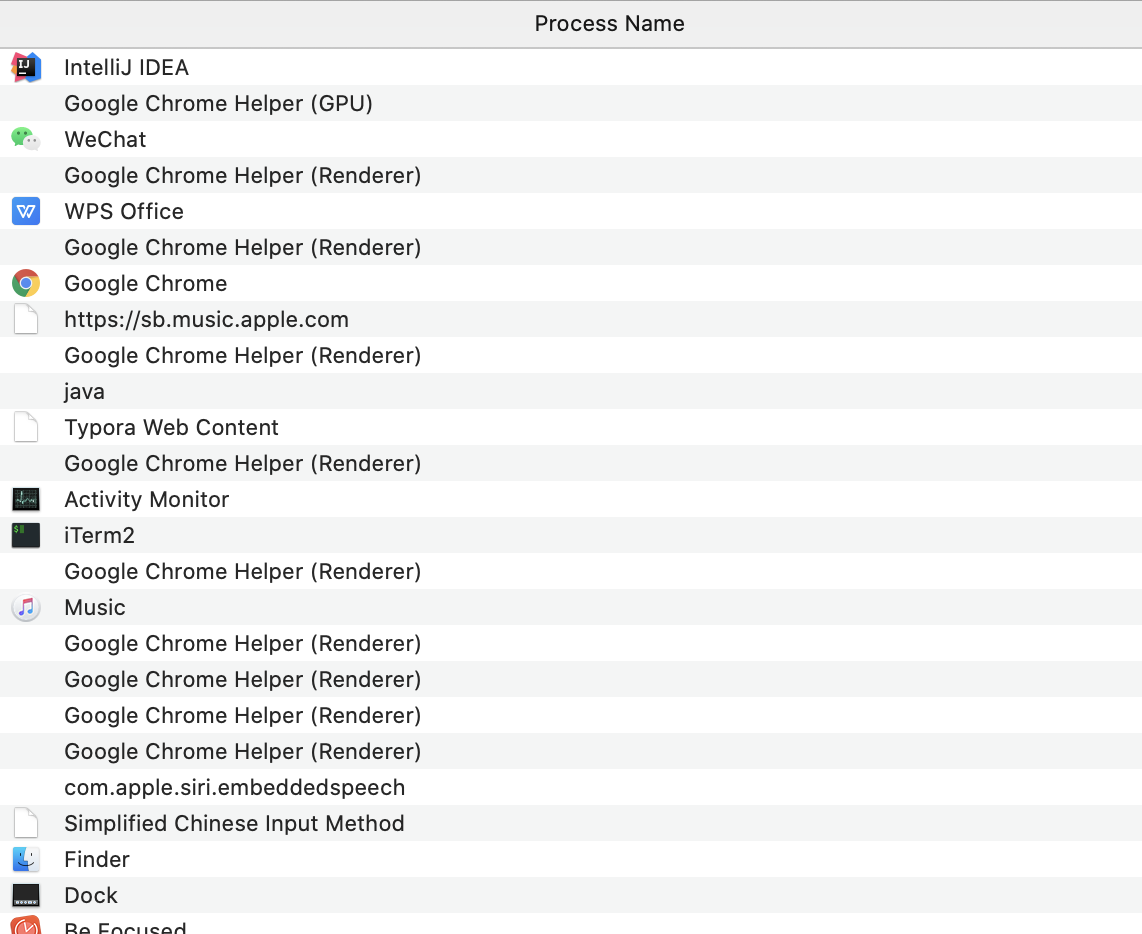 Process Name
IntelliJ IDEA
Google Chrome Helper (GPU)
WeChat
Google Chrome Helper (Renderer)
WPS Office
Google Chrome Helper (Renderer)
Google Chrome
https://sb.music.apple.com
Google Chrome Helper (Renderer)
java
Typora Web Content
Google Chrome Helper (Renderer)
Activity Monitor
iTerm2
Google Chrome Helper (Renderer)
Music
Google Chrome Helper (Renderer)
Google Chrome Helper (Renderer)
Google Chrome Helper (Renderer)
Google Chrome Helper (Renderer)
com.apple.siri.embeddedspeech
Simplified Chinese Input Method
Finder
Dock
Be Focused